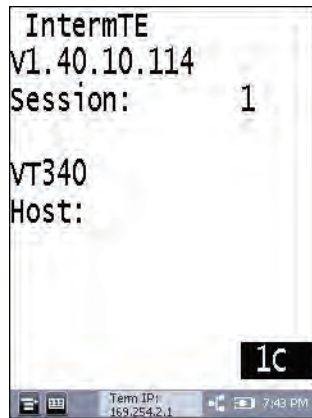 IntermTE
V1.40.10.114
Session: 1
VT340
Host:
1C
Term IP:
169.254.2.1
7:43 PM